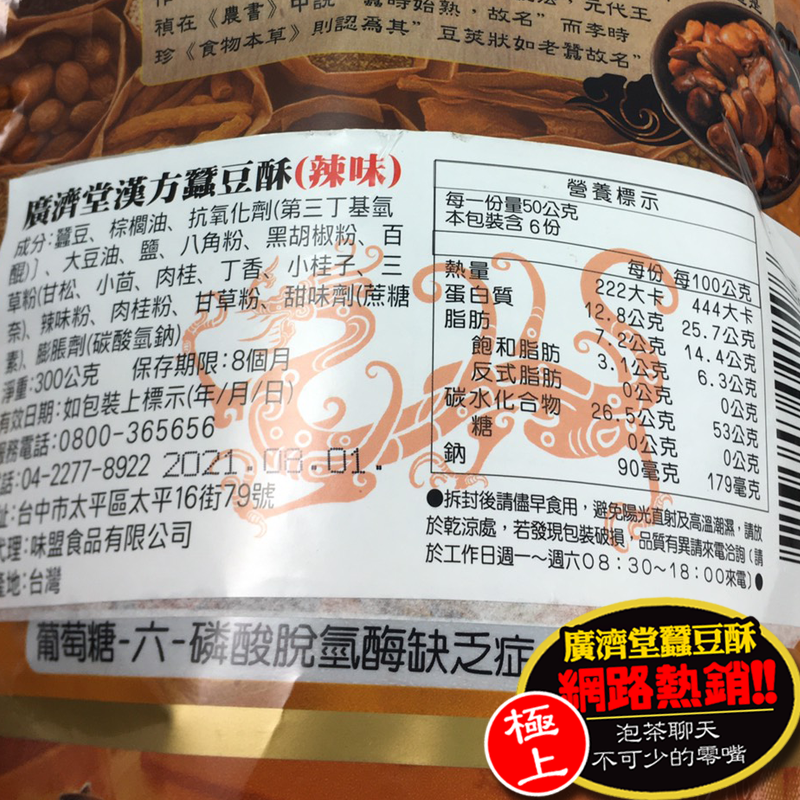 元代王
禎在《農書》中說"蠶時始熟，故名"而李時
珍《食物本草》則認為其"豆莢狀如老蠶故名"
廣濟堂漢方蠶豆酥(辣味)
成分:蠶豆、棕櫚油、抗氧化劑(第三丁基氫
醌)〕、大豆油、鹽、八角粉、黑胡椒粉、百
草粉(甘松、小茴、肉桂、丁香、小桂子、三
奈)、辣味粉、肉桂粉、甘草粉、甜味劑(蔗糖
素)、膨脹劑(碳酸氫鈉)
淨重:300公克 保存期限:8個月
有效日期:如包裝上標示(年/月/日)
服務電話:0800-365656
話:04-2277-8922 2021.08.01.
址:台中市太平區太平16街79號
代理:味盟食品有限公司
產地:台灣
營養標示
每一份量50公克
本包裝含 6份
每份 每100公克
熱量 222大卡 444大卡
蛋白質 12.8公克 25.7公克
脂肪 7.2公克 14.4公克
飽和脂肪 3.1公克 6.3公克
反式脂肪 0公克 0公克
碳水化合物 26.5公克 53公克
糖 0公克 0公克
鈉 90毫克 179毫克
●拆封後請儘早食用，避免陽光直射及高溫潮濕，請放
於乾涼處，若發現包裝破損，品質有異請來電洽詢（請
於工作日週一～週六08：30～18：00來電）●
葡萄糖-六-磷酸脫氫酶缺乏症
廣濟堂蠶豆酥
網路熱銷!!
極上
泡茶聊天
不可少的零嘴